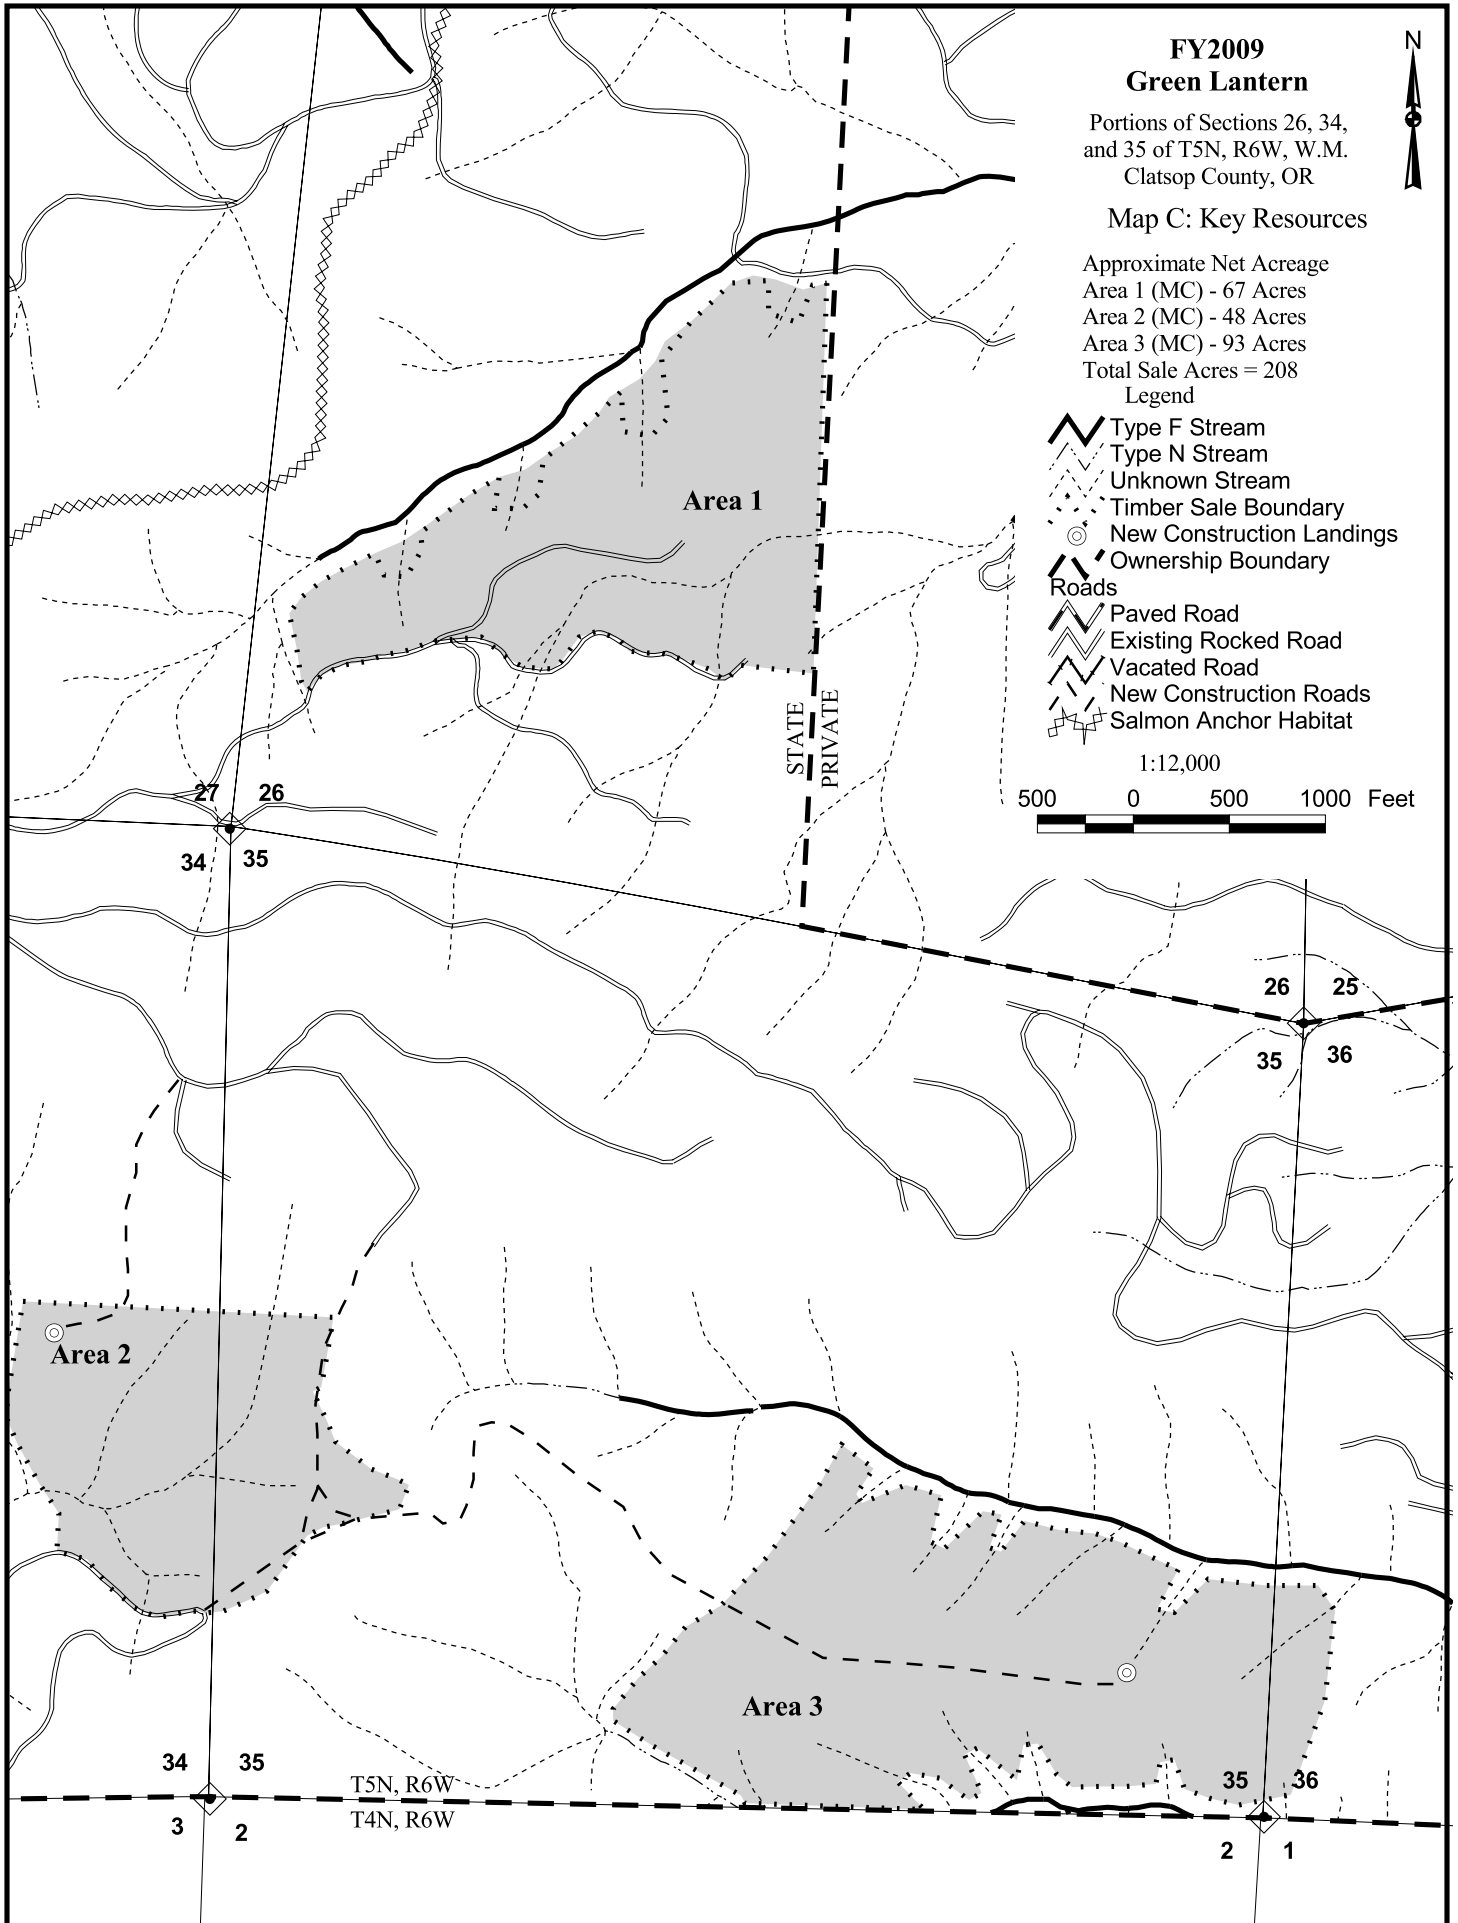 FY2009
Green Lantern
N
Portions of Sections 26, 34,
and 35 of T5N, R6W, W.M.
Clatsop County, OR
Map C: Key Resources
Approximate Net Acreage
Area 1 (MC) - 67 Acres
Area 2 (MC) - 48 Acres
Area 3 (MC) - 93 Acres
Total Sale Acres = 208
Legend
Type F Stream
Type N Stream
Unknown Stream
Timber Sale Boundary
New Construction Landings
Ownership Boundary
Roads
Paved Road
Existing Rocked Road
Vacated Road
New Construction Roads
Salmon Anchor Habitat
1:12,000
500 0 500 1000 Feet
Area 1
STATE
PRIVATE
27 26
34 35
26 25
35 36
Area 2
Area 3
34 35
T5N, R6W
T4N, R6W
3 2
35 36
2 1